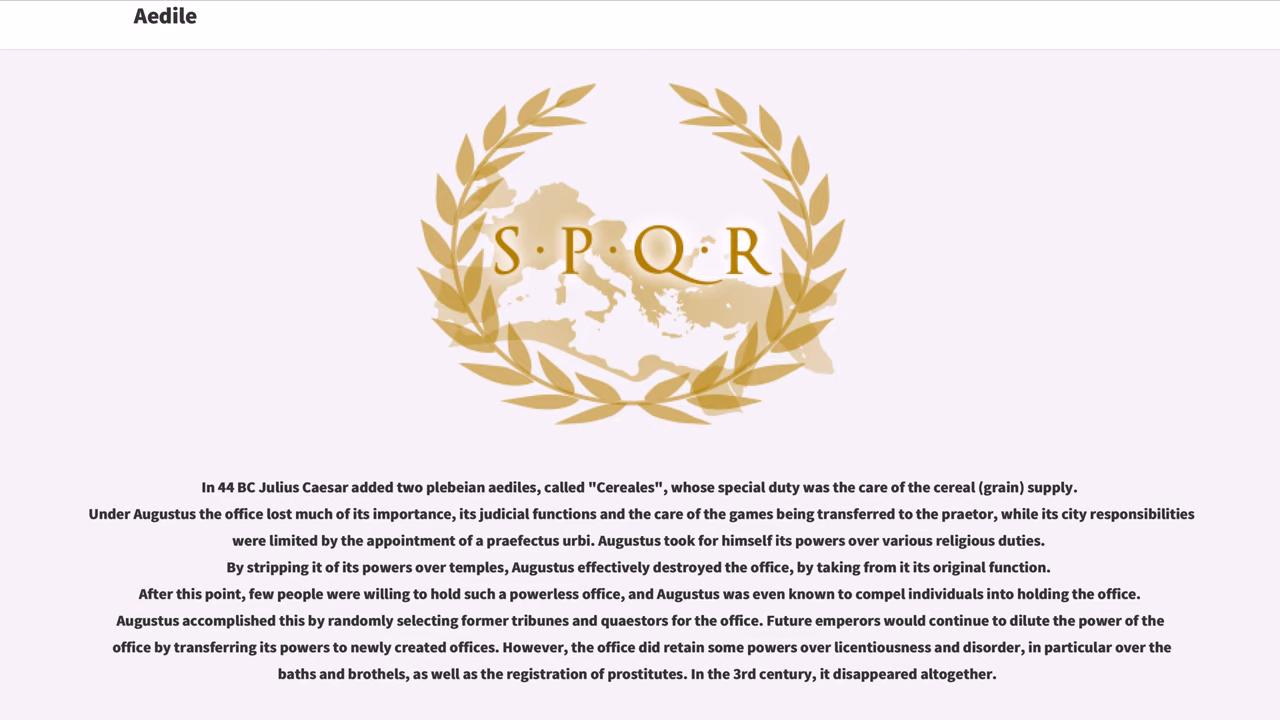 Aedile
S·P·Q·R
In 44 BC Julius Caesar added two plebeian aediles, called "Cereales", whose special duty was the care of the cereal (grain) supply.
Under Augustus the office lost much of its importance, its judicial functions and the care of the games being transferred to the praetor, while its city responsibilities
were limited by the appointment of a praefectus urbi. Augustus took for himself its powers over various religious duties.
By stripping it of its powers over temples, Augustus effectively destroyed the office, by taking from it its original function.
After this point, few people were willing to hold such a powerless office, and Augustus was even known to compel individuals into holding the office.
Augustus accomplished this by randomly selecting former tribunes and quaestors for the office. Future emperors would continue to dilute the power of the
office by transferring its powers to newly created offices. However, the office did retain some powers over licentiousness and disorder, in particular over the
baths and brothels, as well as the registration of prostitutes. In the 3rd century, it disappeared altogether.